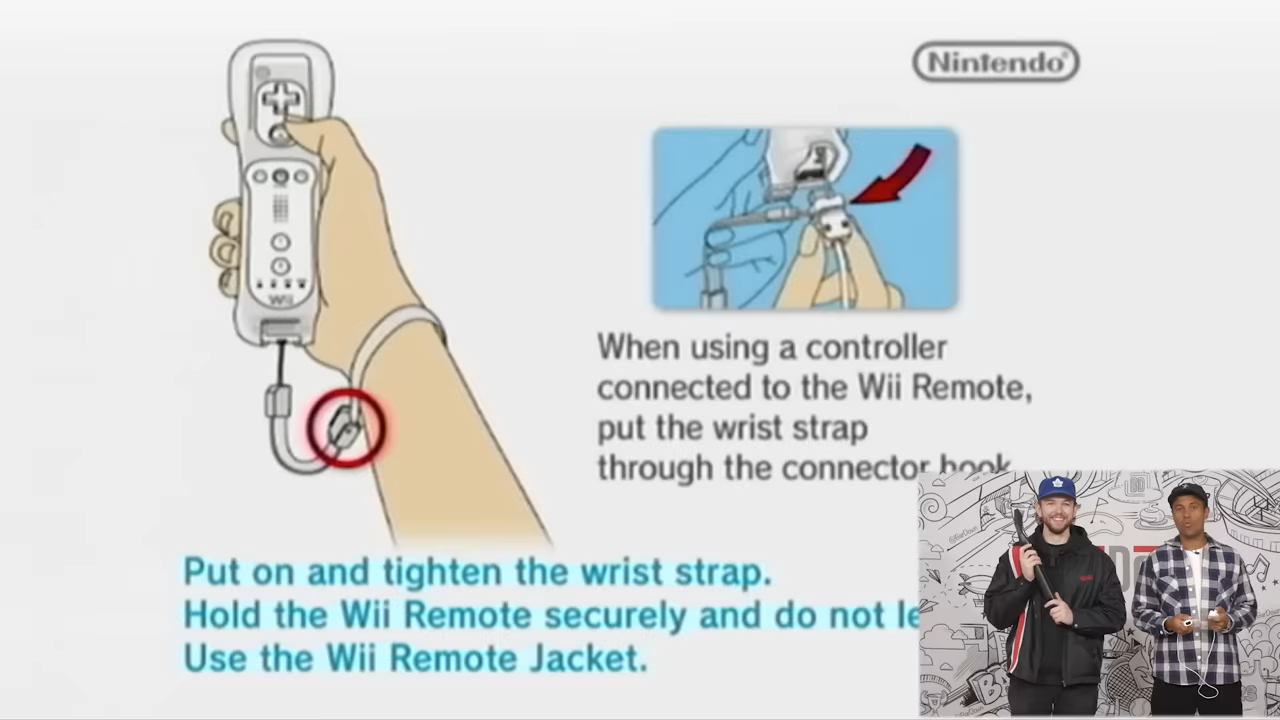 Nintendo®
Wii
When using a controller
connected to the Wii Remote,
put the wrist strap
through the connector hook
Put on and tighten the wrist strap.
Hold the Wii Remote securely and do not le
Use the Wii Remote Jacket.
@BarDown